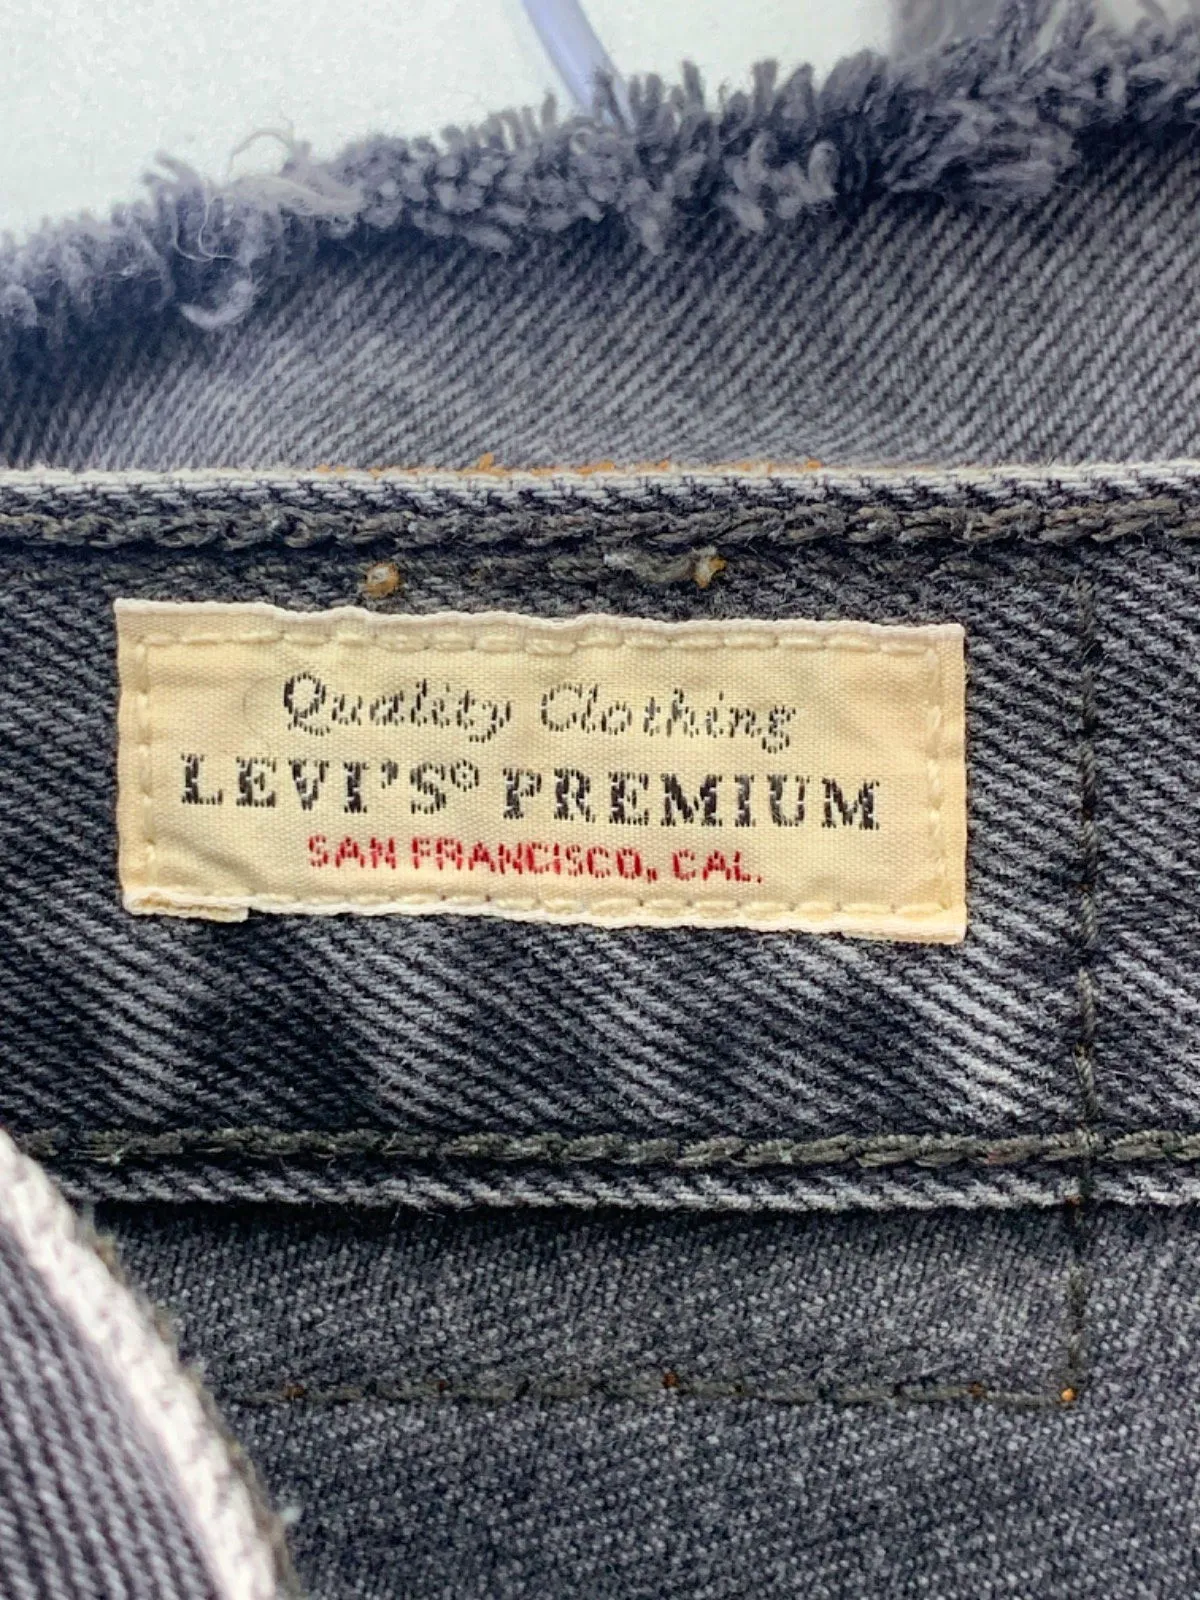 Quality Clothing
LEVI'S® PREMIUM
SAN FRANCISCO, CAL.